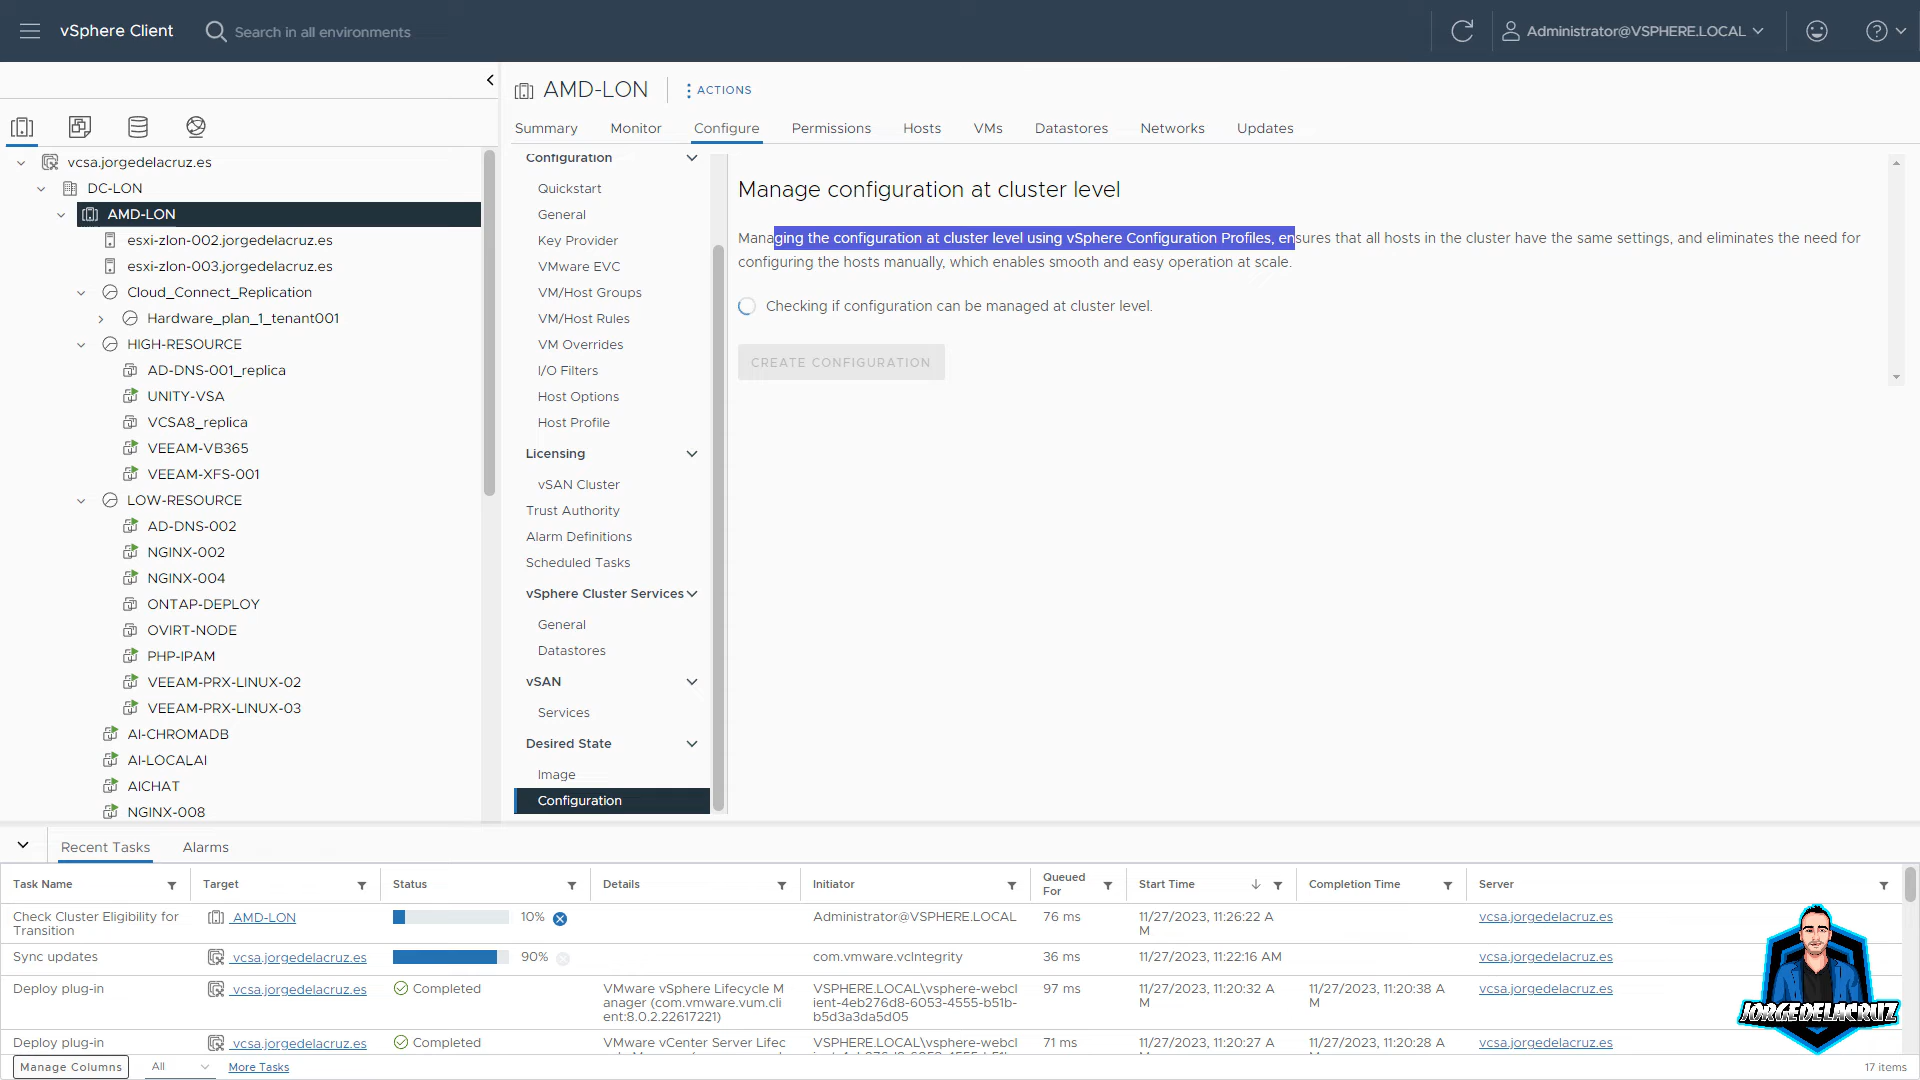 vSphere Client
Search in all environments
Administrator@VSPHERE.LOCAL
AMD-LON
ACTIONS
Summary
Monitor
Configure
Permissions
Hosts
VMs
Datastores
Networks
Updates
vcsa.jorgedelacruz.es
DC-LON
AMD-LON
esxi-zlon-002.jorgedelacruz.es
esxi-zlon-003.jorgedelacruz.es
Cloud_Connect_Replication
Hardware_plan_1_tenant001
HIGH-RESOURCE
AD-DNS-001_replica
UNITY-VSA
VCSA8_replica
VEEAM-VB365
VEEAM-XFS-001
LOW-RESOURCE
AD-DNS-002
NGINX-002
NGINX-004
ONTAP-DEPLOY
OVIRT-NODE
PHP-IPAM
VEEAM-PRX-LINUX-02
VEEAM-PRX-LINUX-03
AI-CHROMADB
AI-LOCALAI
AICHAT
NGINX-008
Configuration
Quickstart
General
Key Provider
VMware EVC
VM/Host Groups
VM/Host Rules
VM Overrides
I/O Filters
Host Options
Host Profile
Licensing
vSAN Cluster
Trust Authority
Alarm Definitions
Scheduled Tasks
vSphere Cluster Services
General
Datastores
vSAN
Services
Desired State
Image
Configuration
Manage configuration at cluster level
Managing the configuration at cluster level using vSphere Configuration Profiles, ensures that all hosts in the cluster have the same settings, and eliminates the need for
configuring the hosts manually, which enables smooth and easy operation at scale.
Checking if configuration can be managed at cluster level.
CREATE CONFIGURATION
Recent Tasks
Alarms
Task Name
Target
Status
Details
Initiator
Queued
For
Start Time
Completion Time
Server
Check Cluster Eligibility for
Transition
AMD-LON
10%
Administrator@VSPHERE.LOCAL
76 ms
11/27/2023, 11:26:22 A
M
vcsa.jorgedelacruz.es
Sync updates
vcsa.jorgedelacruz.es
90%
com.vmware.vcIntegrity
36 ms
11/27/2023, 11:22:16 AM
vcsa.jorgedelacruz.es
Deploy plug-in
vcsa.jorgedelacruz.es
Completed
VMware vSphere Lifecycle M
anager (com.vmware.vum.cli
ent:8.0.2.22617221)
VSPHERE.LOCAL\vsphere-webcl
ient-4eb276d8-6053-4555-b51b-
b5d3a3da5d05
97 ms
11/27/2023, 11:20:32 A
M
11/27/2023, 11:20:38 A
M
vcsa.jorgedelacruz.es
Deploy plug-in
vcsa.jorgedelacruz.es
Completed
VMware vCenter Server Lifec
VSPHERE.LOCAL\vsphere-webcl
71 ms
11/27/2023, 11:20:27 A
11/27/2023, 11:20:28 A
vcsa.jorgedelacruz.es
Manage Columns
All
More Tasks
17 items
JORGEDELACRUZ